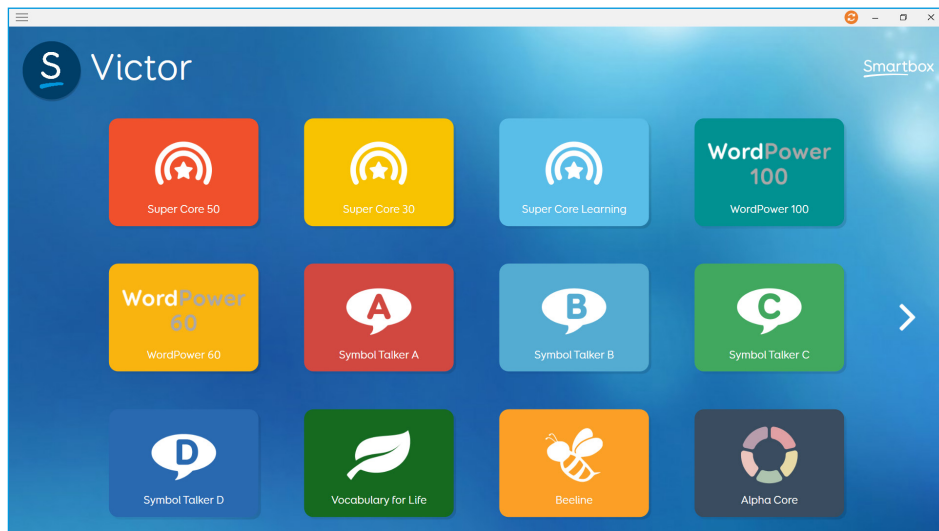 S Victor
Smartbox
Super Core 50
Super Core 30
Super Core Learning
WordPower
100
WordPower 100
WordPower
60
WordPower 60
A
Symbol Talker A
B
Symbol Talker B
C
Symbol Talker C
D
Symbol Talker D
Vocabulary for Life
Beeline
Alpha Core